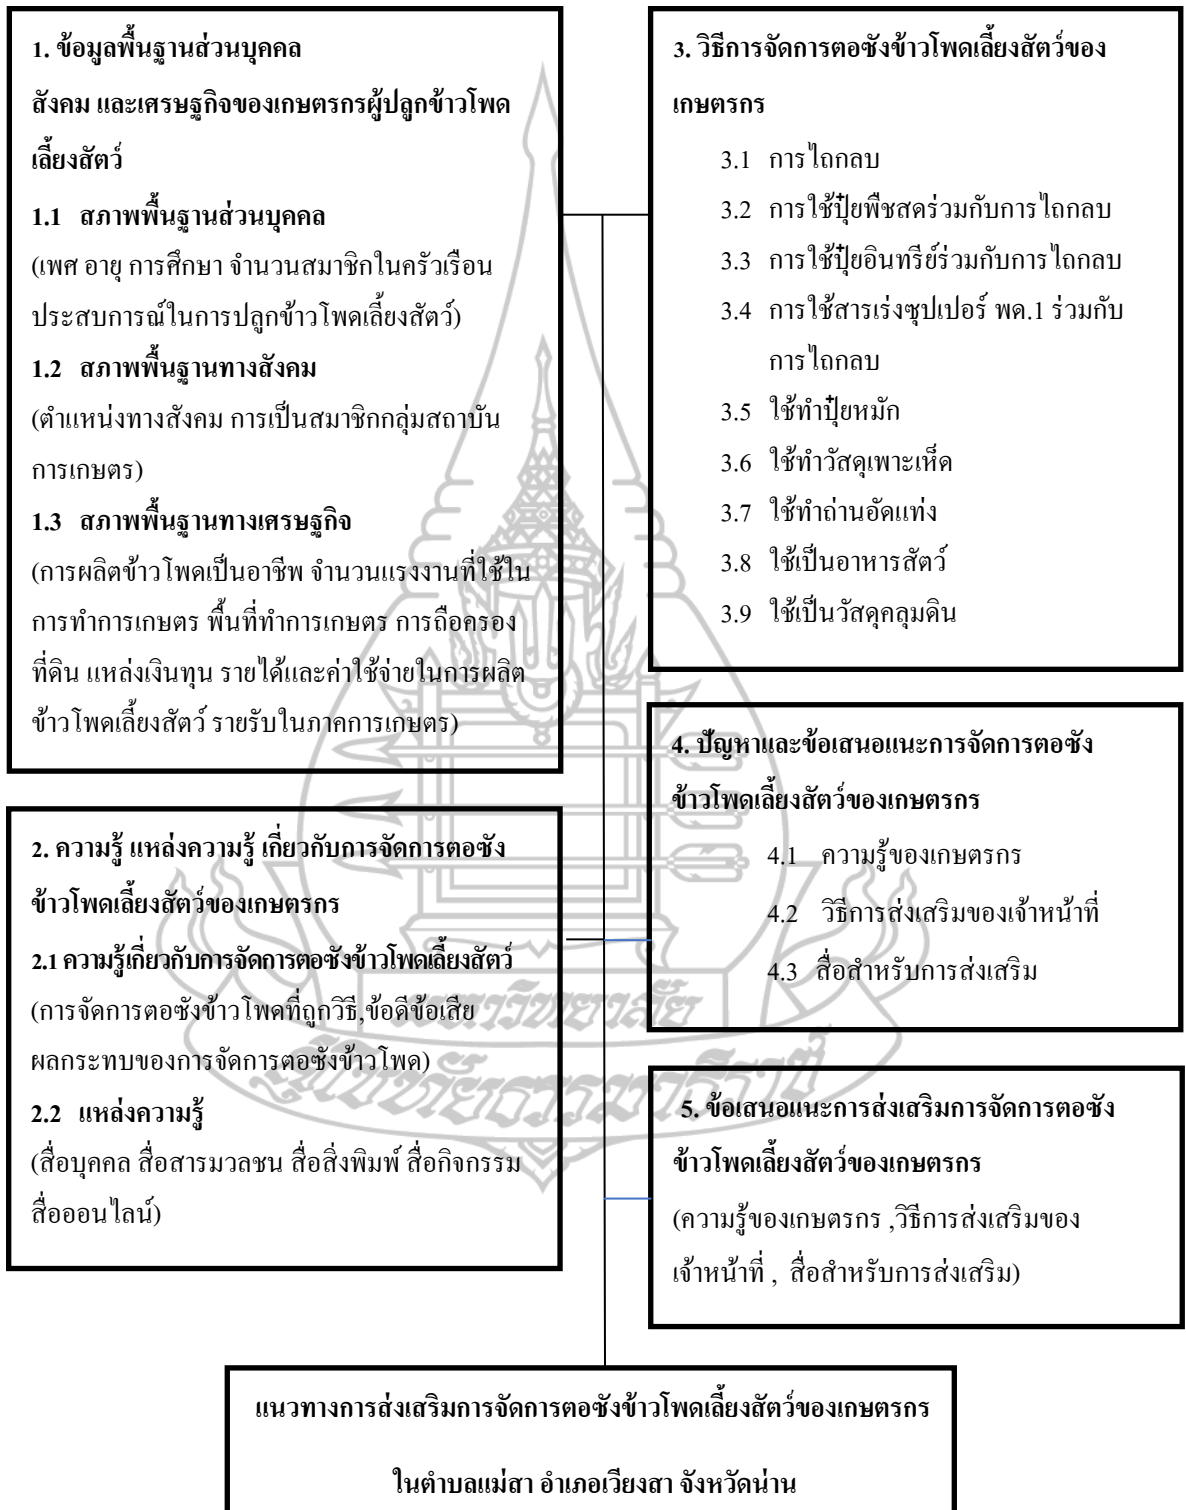 1. ข้อมูลพื้นฐานส่วนบุคคล
สังคม และเศรษฐกิจของเกษตรกรผู้ปลูกข้าวโพด
เลี้ยงสัตว์
1.1 สภาพพื้นฐานส่วนบุคคล
(เพศ อายุ การศึกษา จำนวนสมาชิกในครัวเรือน
ประสบการณ์ในการปลูกข้าวโพดเลี้ยงสัตว์)
1.2 สภาพพื้นฐานทางสังคม
(ตำแหน่งทางสังคม การเป็นสมาชิกกลุ่มสถาบัน
การเกษตร)
1.3 สภาพพื้นฐานทางเศรษฐกิจ
(การผลิตข้าวโพดเป็นอาชีพ จำนวนแรงงานที่ใช้ใน
การทำการเกษตร พื้นที่ทำการเกษตร การถือครอง
ที่ดิน แหล่งเงินทุน รายได้และค่าใช้จ่ายในการผลิต
ข้าวโพดเลี้ยงสัตว์ รายรับในภาคการเกษตร)
2. ความรู้ แหล่งความรู้ เกี่ยวกับการจัดการตอซัง
ข้าวโพดเลี้ยงสัตว์ของเกษตรกร
2.1 ความรู้เกี่ยวกับการจัดการตอซังข้าวโพดเลี้ยงสัตว์
(การจัดการตอซังข้าวโพดที่ถูกวิธี,ข้อดีข้อเสีย
ผลกระทบของการจัดการตอซังข้าวโพด)
2.2 แหล่งความรู้
(สื่อบุคคล สื่อสารมวลชน สื่อสิ่งพิมพ์ สื่อกิจกรรม
สื่อออนไลน์)
3. วิธีการจัดการตอซังข้าวโพดเลี้ยงสัตว์ของ
เกษตรกร
3.1 การไถกลบ
3.2 การใช้ปุ๋ยพืชสดร่วมกับการไถกลบ
3.3 การใช้ปุ๋ยอินทรีย์ร่วมกับการไถกลบ
3.4 การใช้สารเร่งซุปเปอร์ พด.1 ร่วมกับ
การไถกลบ
3.5 ใช้ทำปุ๋ยหมัก
3.6 ใช้ทำวัสดุเพาะเห็ด
3.7 ใช้ทำถ่านอัดแท่ง
3.8 ใช้เป็นอาหารสัตว์
3.9 ใช้เป็นวัสดุคลุมดิน
4. ปัญหาและข้อเสนอแนะการจัดการตอซัง
ข้าวโพดเลี้ยงสัตว์ของเกษตรกร
4.1 ความรู้ของเกษตรกร
4.2 วิธีการส่งเสริมของเจ้าหน้าที่
4.3 สื่อสำหรับการส่งเสริม
5. ข้อเสนอแนะการส่งเสริมการจัดการตอซัง
ข้าวโพดเลี้ยงสัตว์ของเกษตรกร
(ความรู้ของเกษตรกร ,วิธีการส่งเสริมของ
เจ้าหน้าที่ , สื่อสำหรับการส่งเสริม)
มหาวิทยาลัย
สุโขทัยธรรมาธิราช
แนวทางการส่งเสริมการจัดการตอซังข้าวโพดเลี้ยงสัตว์ของเกษตรกร
ในตำบลแม่สา อำเภอเวียงสา จังหวัดน่าน